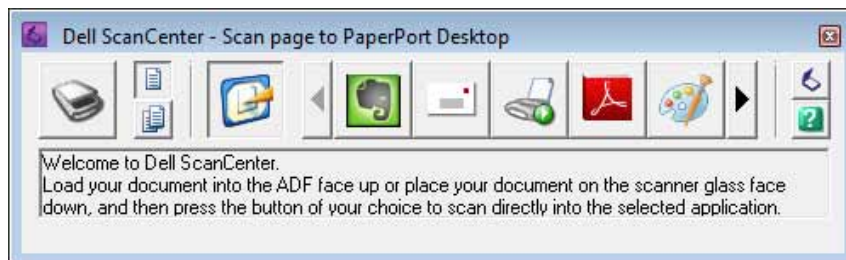 Dell ScanCenter - Scan page to PaperPort Desktop
Welcome to Dell ScanCenter.
Load your document into the ADF face up or place your document on the scanner glass face
down, and then press the button of your choice to scan directly into the selected application.